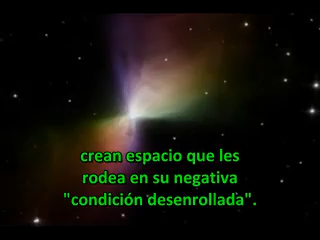 crean espacio que les
rodea en su negativa
"condición desenrollada".